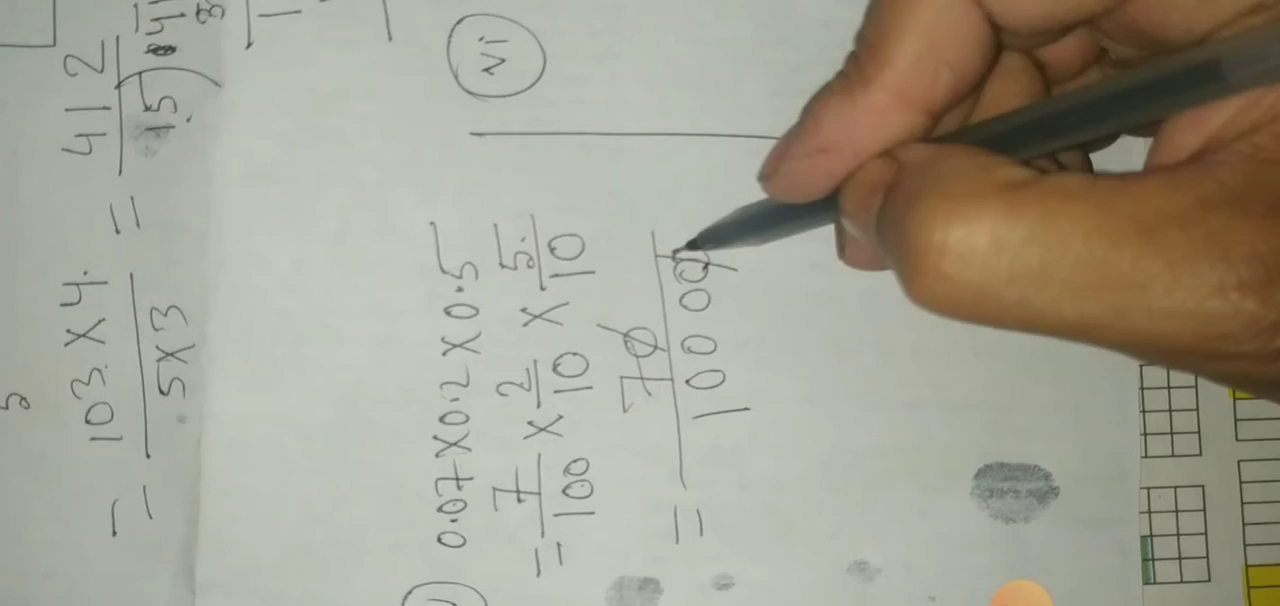 = 103 × 4 / 5 × 3 = 412 / 15
0.07 × 0.2 × 0.5
= 7/100 × 2/10 × 5/10
= 70 / 10000
vi